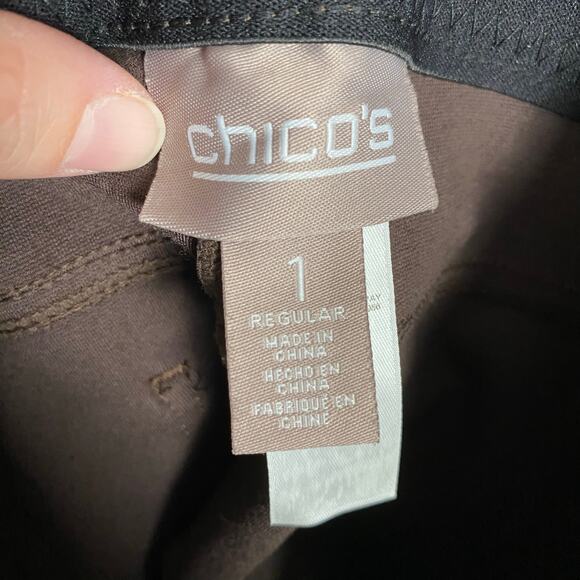 chico's
1
REGULAR
MADE IN
CHINA
HECHO EN
CHINA
FABRIQUÉ EN
CHINE